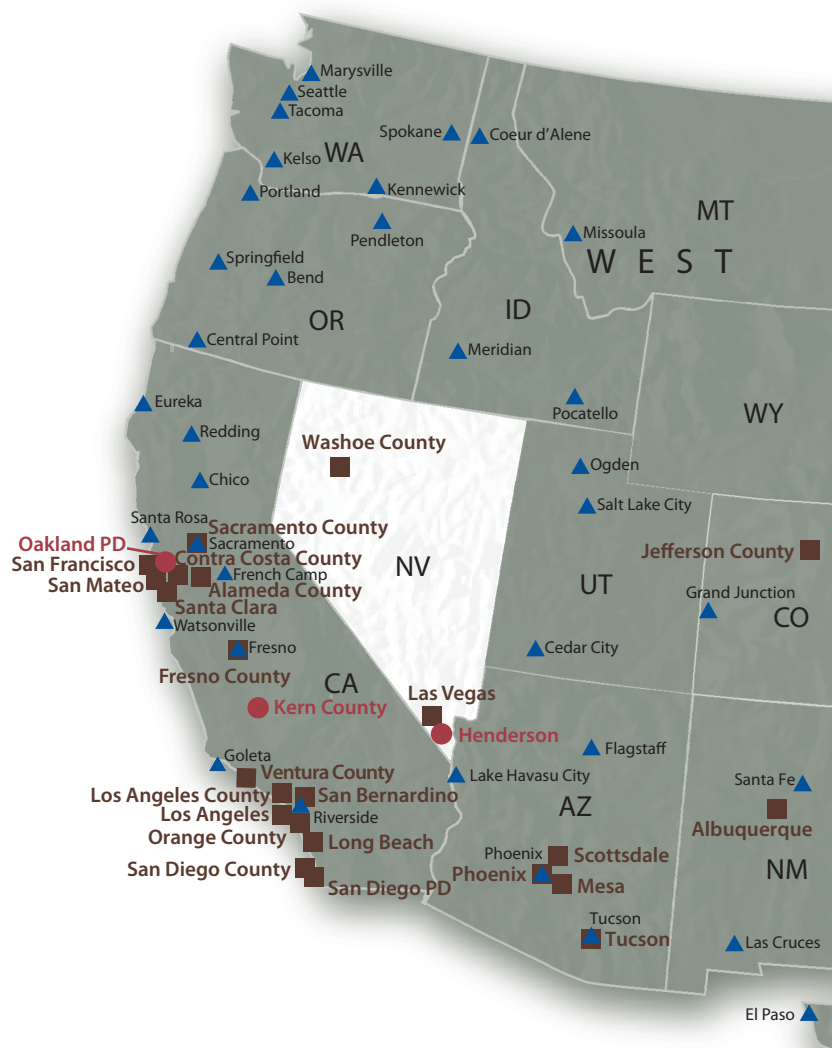 Marysville
Seattle
Tacoma
Spokane
Coeur d'Alene
WA
Kelso
Portland
Kennewick
MT
Pendleton
Missoula
WEST
Springfield
Bend
OR
ID
Central Point
Meridian
Eureka
Pocatello
WY
Redding
Washoe County
Ogden
Chico
Salt Lake City
Santa Rosa
Sacramento County
Oakland PD
Sacramento
Jefferson County
Contra Costa County
San Francisco
NV
French Camp
San Mateo
Alameda County
UT
Grand Junction
Santa Clara
CO
Watsonville
Fresno
Cedar City
Fresno County
CA
Las Vegas
Kern County
Henderson
Flagstaff
Goleta
Ventura County
Lake Havasu City
Santa Fe
Los Angeles County
San Bernardino
AZ
Los Angeles
Riverside
Albuquerque
Orange County
Long Beach
Phoenix
Scottsdale
San Diego County
Phoenix
NM
San Diego PD
Mesa
Tucson
Tucson
Las Cruces
El Paso